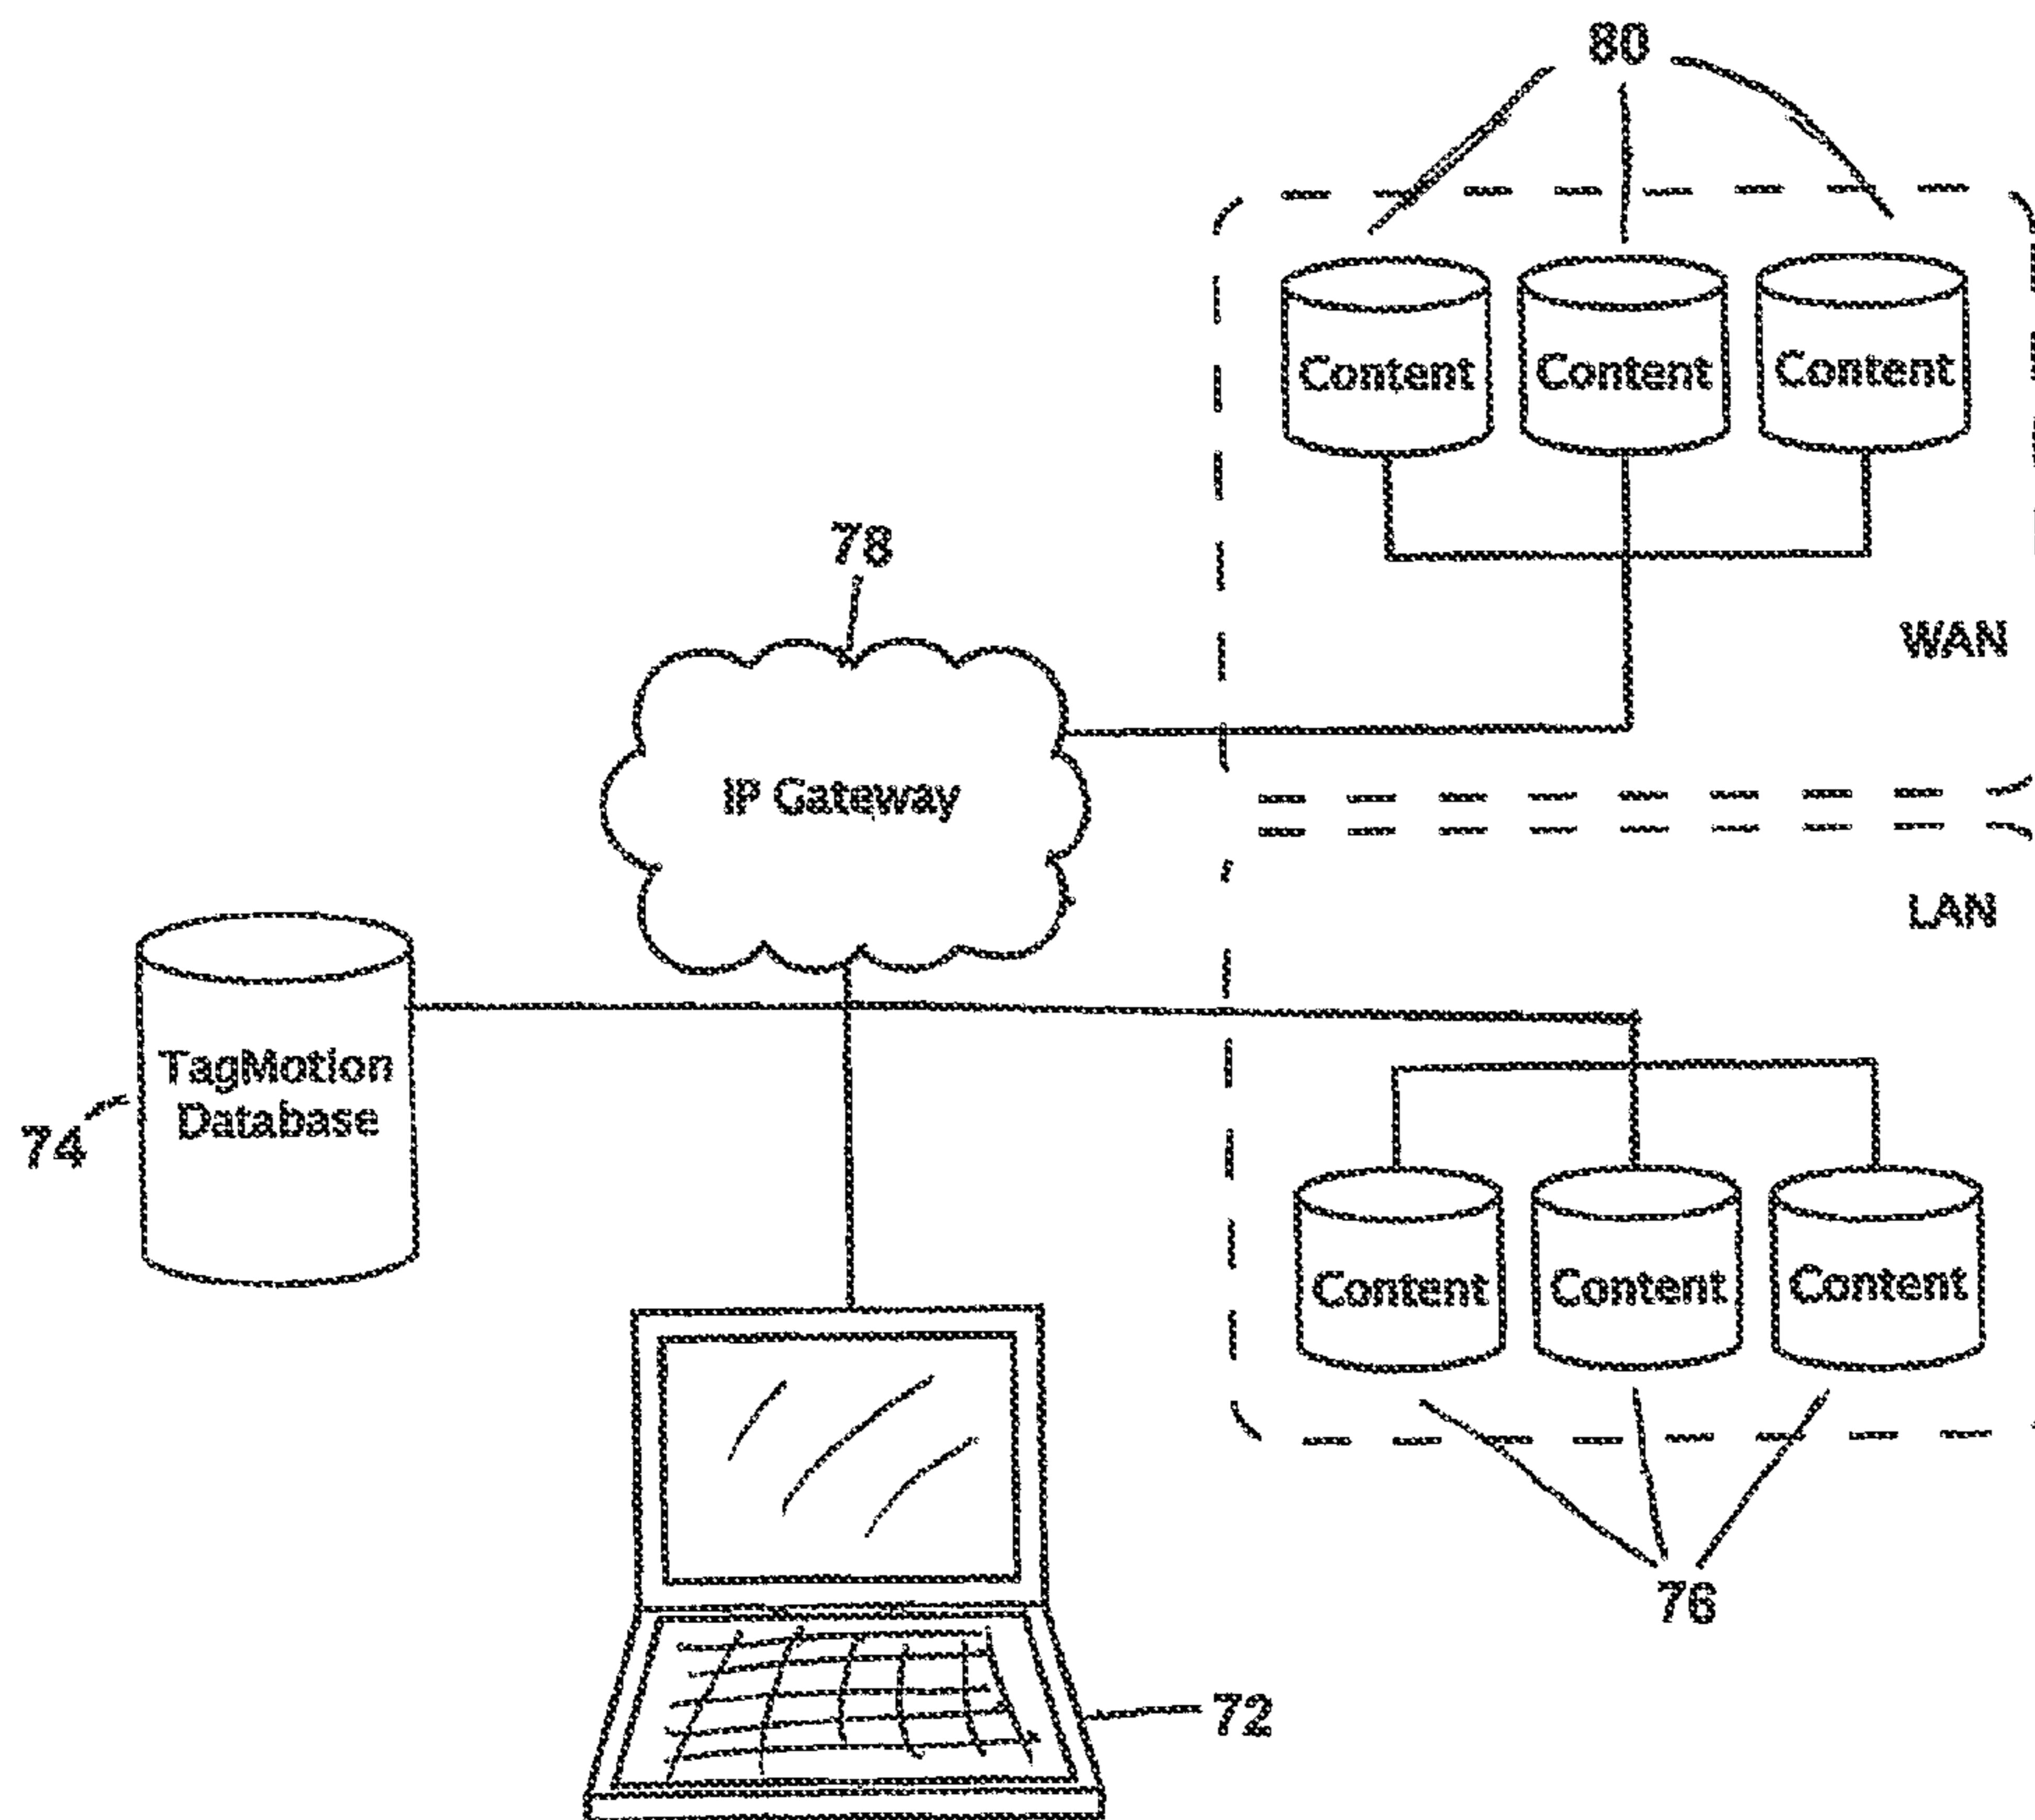 80
Content
Content
Content
78
WAN
IP Gateway
LAN
TagMotion
Database
74
Content
Content
Content
76
72